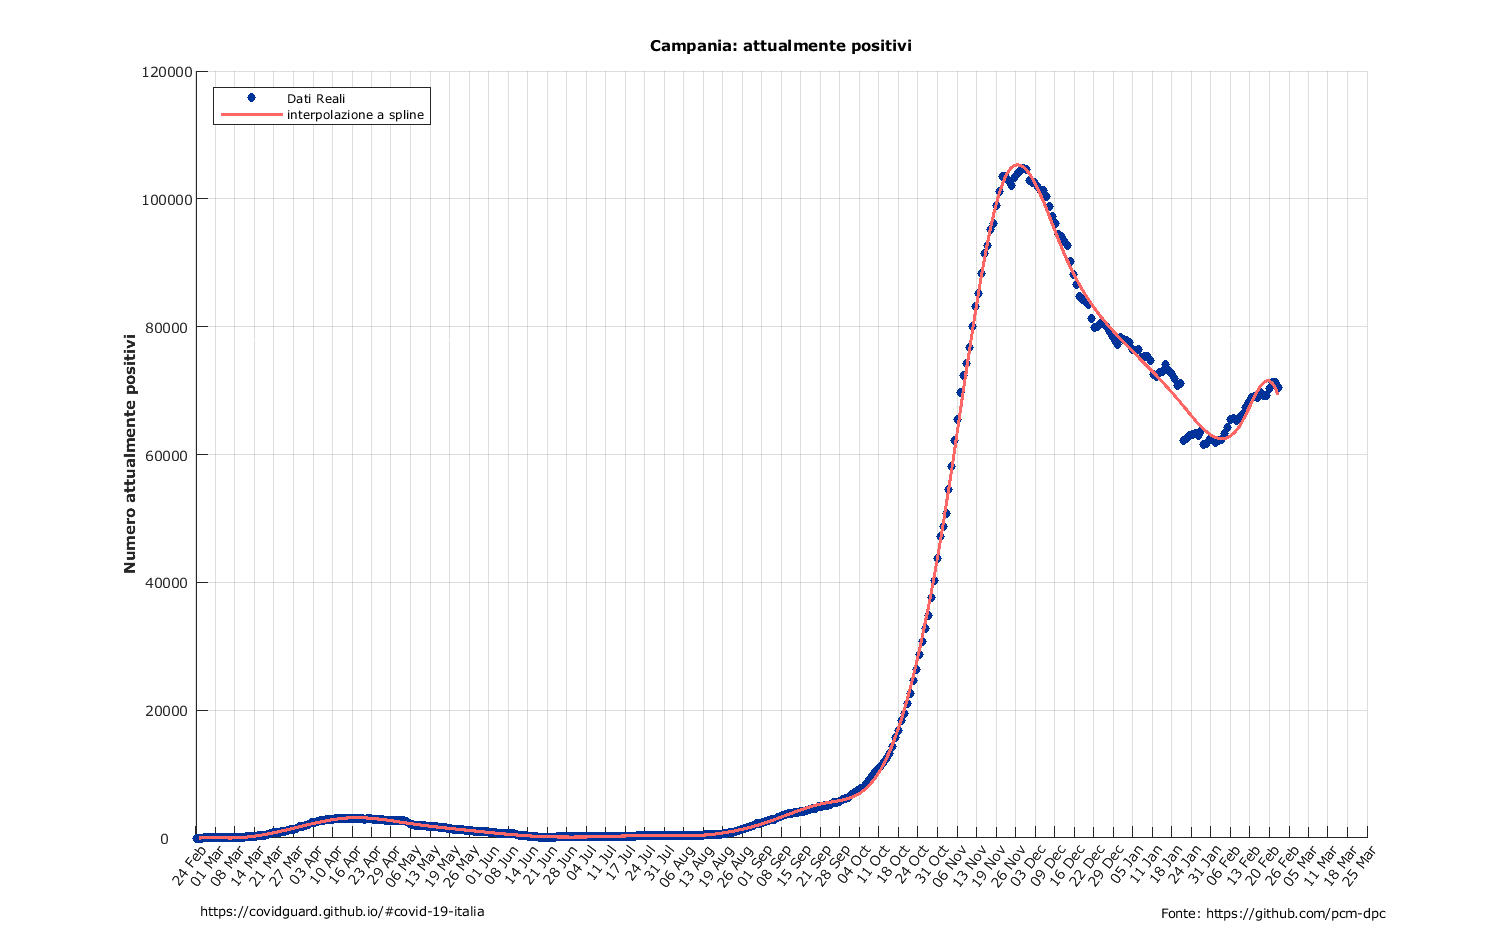 Campania: attualmente positivi
120000
100000
80000
60000
40000
20000
0
Numero attualmente positivi
Dati Reali
interpolazione a spline
24 Feb
01 Mar
08 Mar
14 Mar
21 Mar
27 Mar
03 Apr
10 Apr
16 Apr
23 Apr
29 Apr
06 May
13 May
19 May
26 May
01 Jun
08 Jun
14 Jun
21 Jun
28 Jun
04 Jul
11 Jul
17 Jul
24 Jul
31 Jul
06 Aug
13 Aug
19 Aug
26 Aug
01 Sep
08 Sep
15 Sep
21 Sep
28 Sep
04 Oct
11 Oct
18 Oct
24 Oct
31 Oct
06 Nov
13 Nov
19 Nov
26 Nov
03 Dec
09 Dec
16 Dec
22 Dec
29 Dec
05 Jan
11 Jan
18 Jan
24 Jan
31 Jan
06 Feb
13 Feb
20 Feb
26 Feb
05 Mar
11 Mar
18 Mar
25 Mar
https://covidguard.github.io/#covid-19-italia
Fonte: https://github.com/pcm-dpc